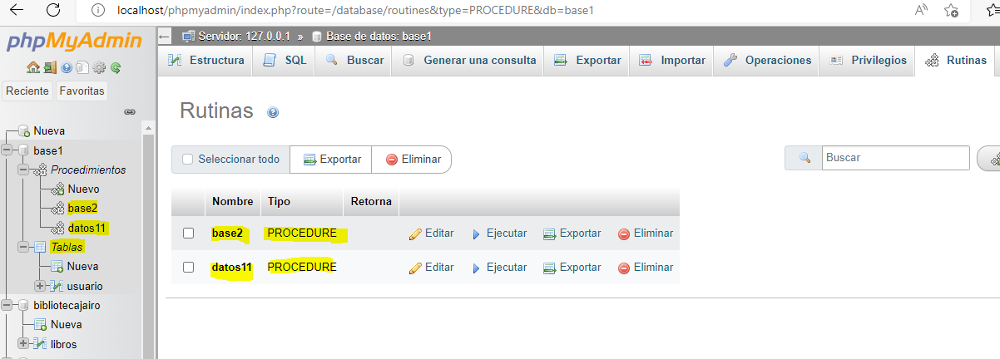 localhost/phpmyadmin/index.php?route=/database/routines&type=PROCEDURE&db=base1
phpMyAdmin
Reciente Favoritas
Nueva
base1
Procedimientos
Nuevo
base2
datos11
Tablas
Nueva
usuario
bibliotecajairo
Nueva
libros
Servidor: 127.0.0.1 » Base de datos: base1
Estructura SQL Buscar Generar una consulta Exportar Importar Operaciones Privilegios Rutinas
Rutinas
Seleccionar todo Exportar Eliminar Buscar
Nombre Tipo Retorna
base2 PROCEDURE Editar Ejecutar Exportar Eliminar
datos11 PROCEDURE Editar Ejecutar Exportar Eliminar